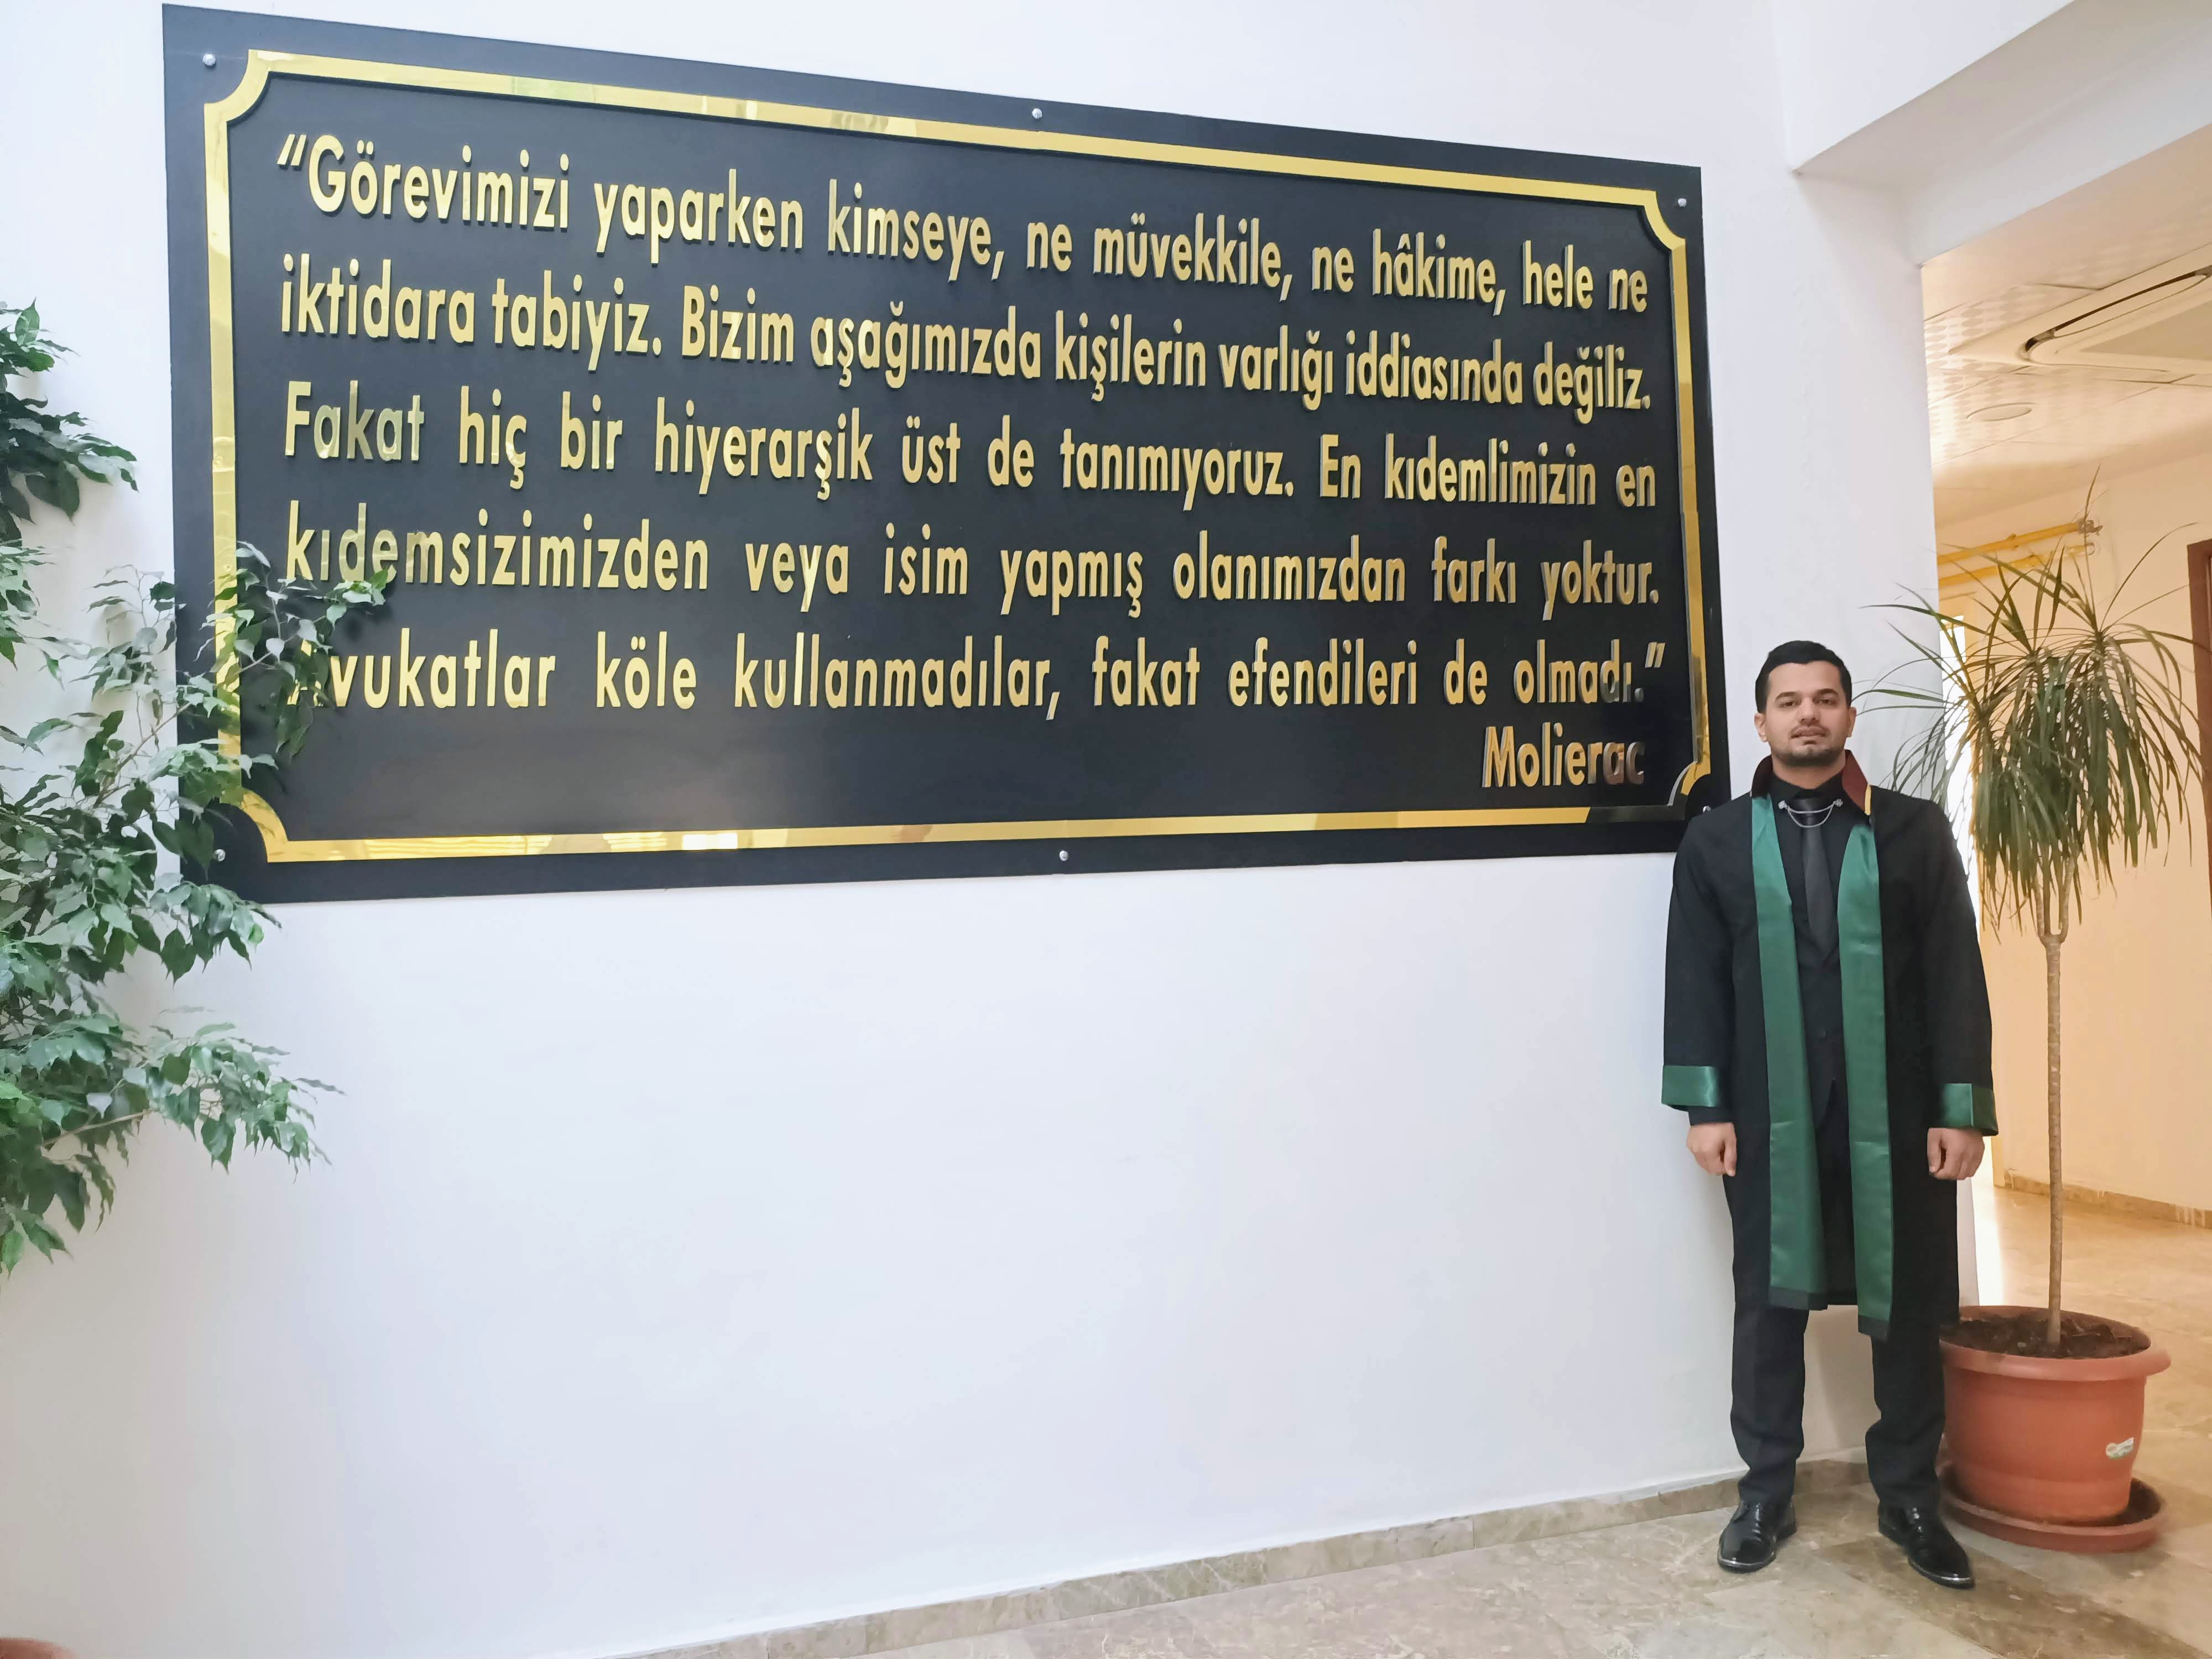 “Görevimizi yaparken kimseye, ne müvekkile, ne hâkime, hele ne
iktidara tabiyiz. Bizim aşağımızda kişilerin varlığı iddiasında değiliz.
Fakat hiç bir hiyerarşik üst de tanımıyoruz. En kıdemlimizin en
kıdemsizimizden veya isim yapmış olanımızdan farkı yoktur.
Avukatlar köle kullanmadılar, fakat efendileri de olmadı.”
Molierac